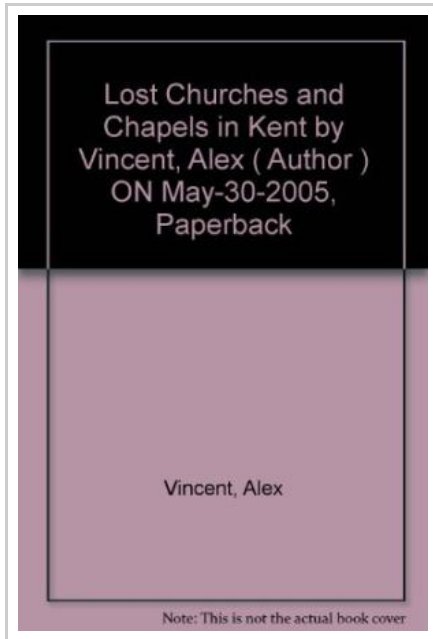 Lost Churches and
Chapels in Kent by
Vincent, Alex ( Author )
ON May-30-2005,
Paperback
Vincent, Alex
Note: This is not the actual book cover